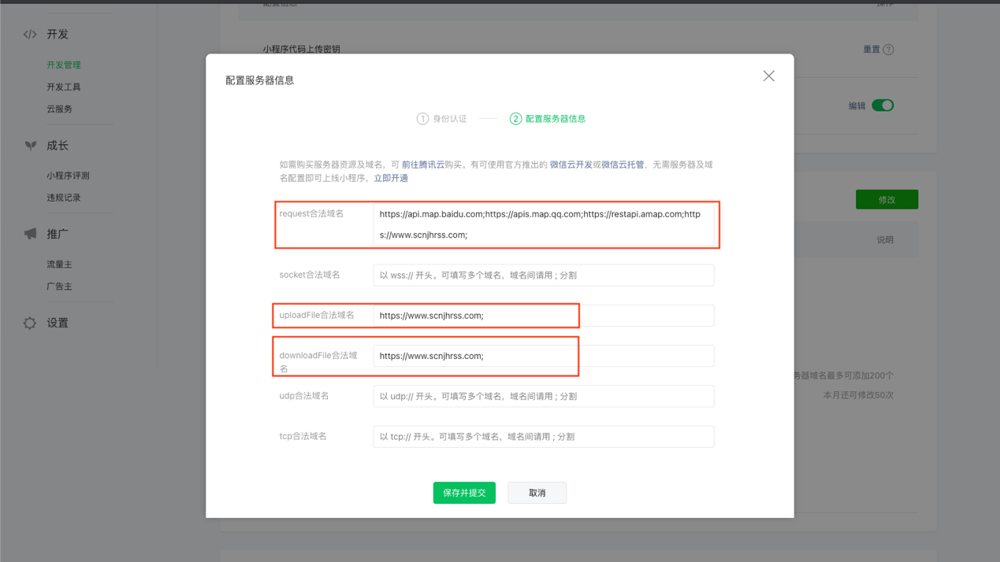 配置信息
操作
开发
小程序代码上传密钥
重置
开发管理
开发工具
云服务
编辑
成长
小程序评测
违规记录
推广
流量主
广告主
设置
配置服务器信息
1 身份认证
2 配置服务器信息
如需购买服务器资源及域名，可 前往腾讯云购买。有可使用官方推出的 微信云开发或微信云托管，无需服务器及域
名配置即可上线小程序，立即开通
request合法域名
https://api.map.baidu.com;https://apis.map.qq.com;https://restapi.amap.com;http
s://www.scnjhrss.com;
socket合法域名
以 wss:// 开头。可填写多个域名，域名间请用 ; 分割
uploadFile合法域名
https://www.scnjhrss.com;
downloadFile合法域
名
https://www.scnjhrss.com;
udp合法域名
以 udp:// 开头。可填写多个域名，域名间请用 ; 分割
tcp合法域名
以 tcp:// 开头。可填写多个域名，域名间请用 ; 分割
保存并提交
取消
修改
说明
务器域名最多可添加200个
本月还可修改50次